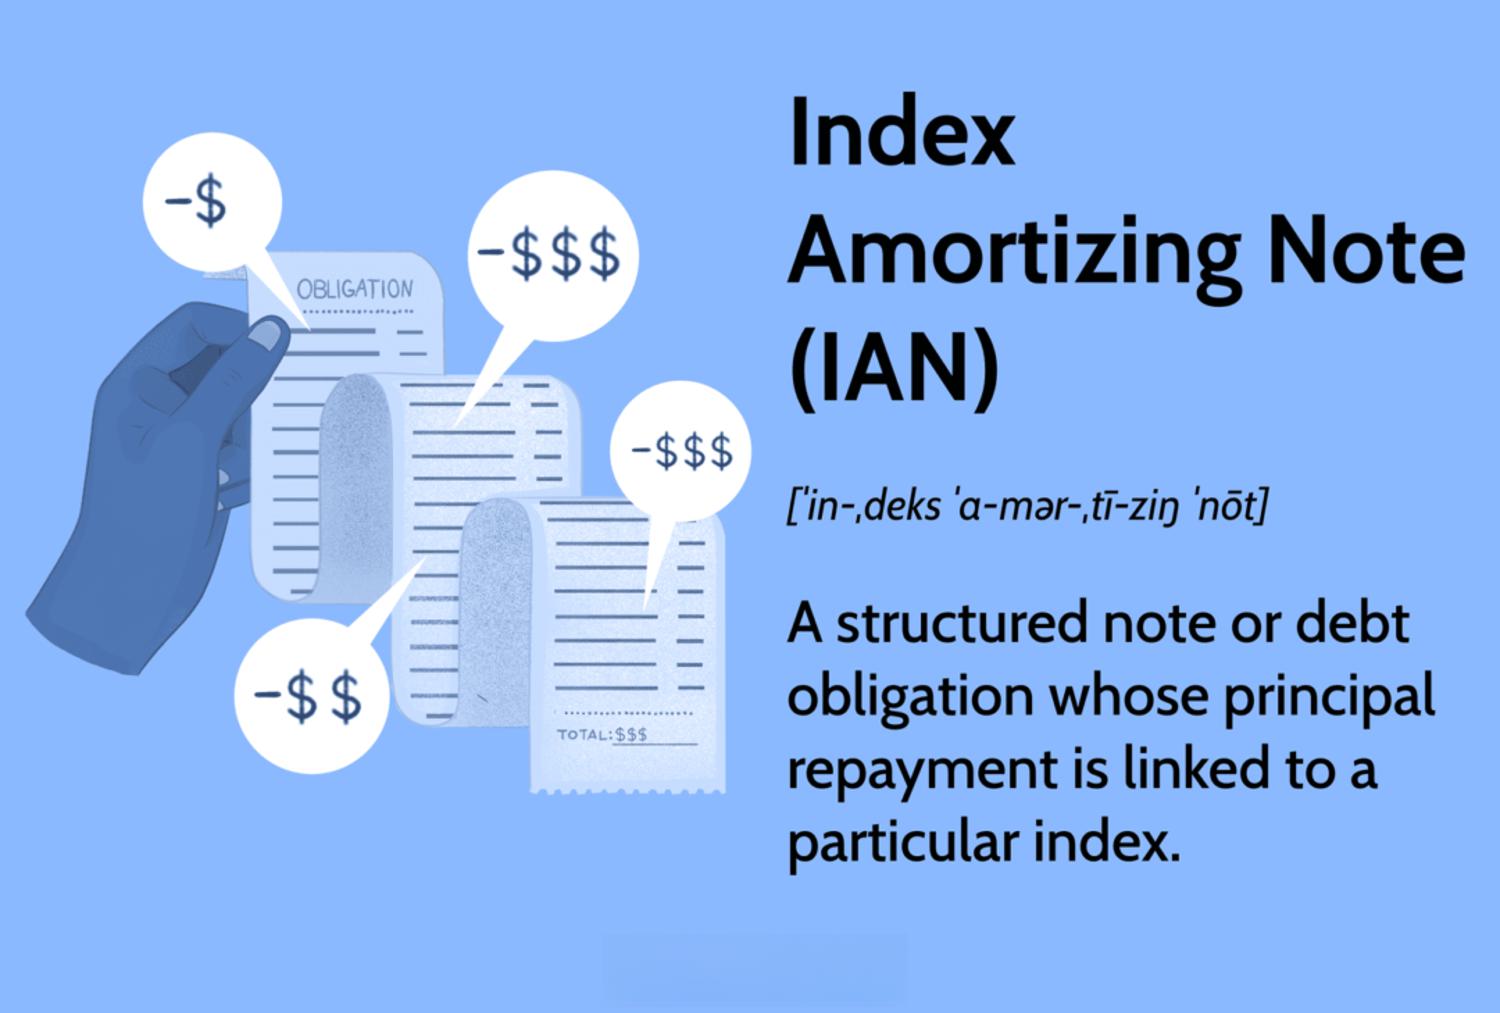 -$
-$$$
OBLIGATION
-$$$
-$$
TOTAL:$$$
Index
Amortizing Note
(IAN)
[ˈin-ˌdeks ˈa-mər-ˌtī-ziŋ ˈnōt]
A structured note or debt
obligation whose principal
repayment is linked to a
particular index.